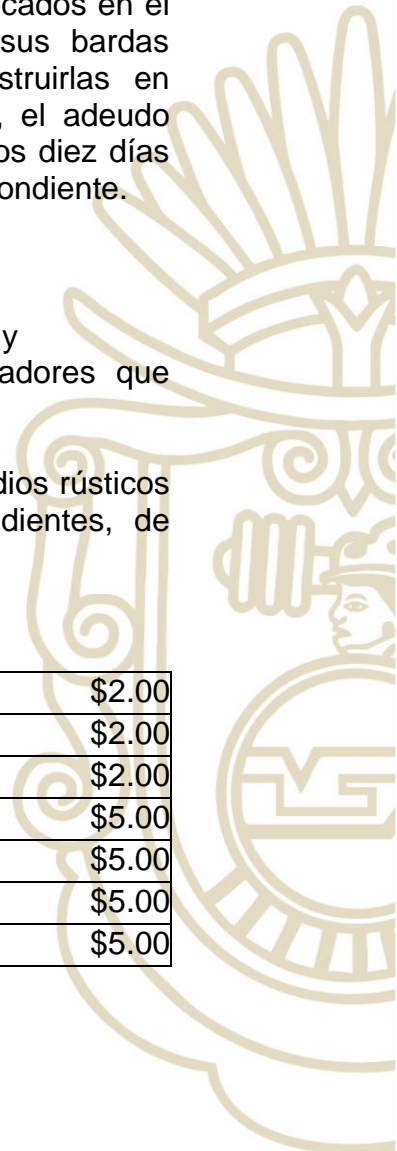 cados en el
sus bardas
struirlas en
, el adeudo
os diez días
pondiente.
y
adores que
dios rústicos
dientes, de
$2.00
$2.00
$2.00
$5.00
$5.00
$5.00
$5.00